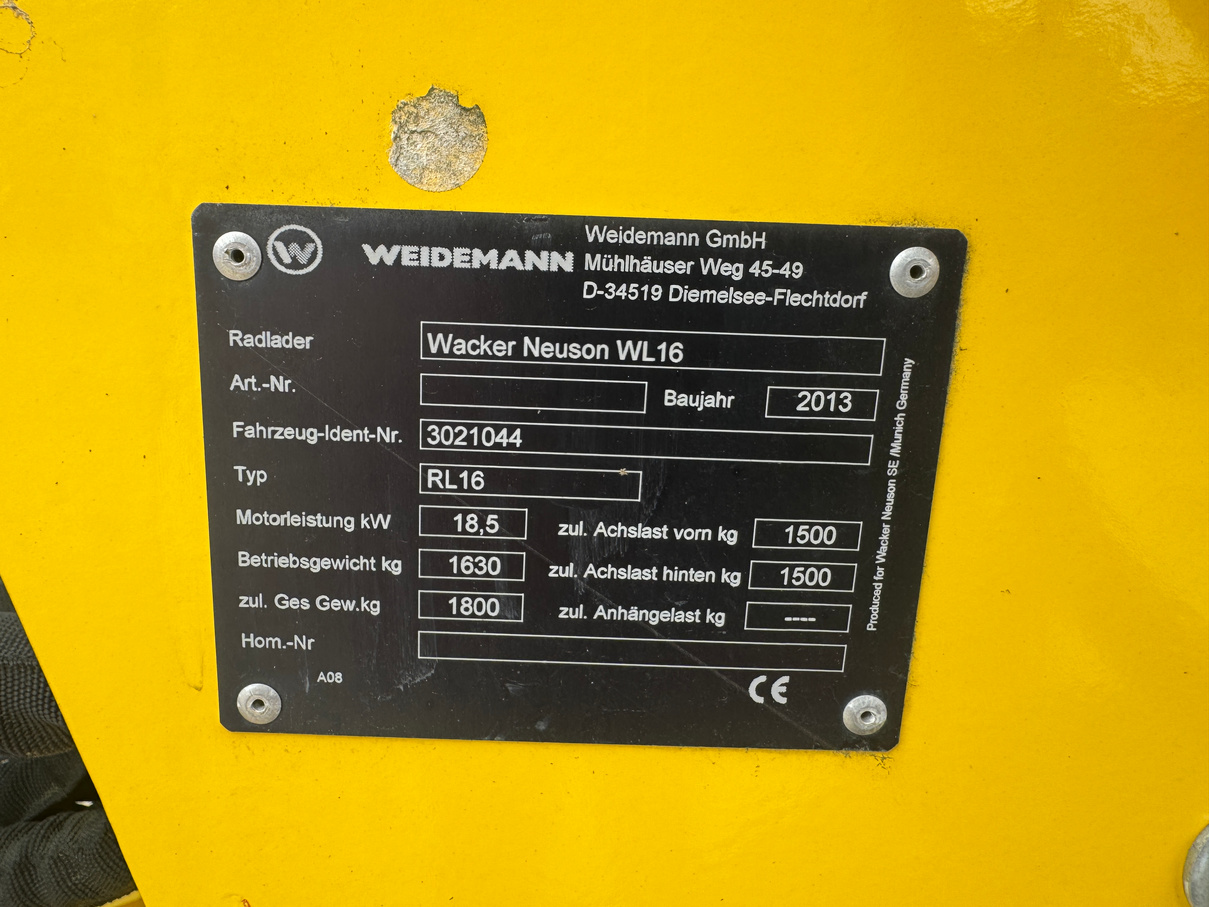 W WEIDEMANN
Weidemann GmbH
Mühlhäuser Weg 45-49
D-34519 Diemelsee-Flechtdorf
Radlader Wacker Neuson WL16
Art.-Nr. Baujahr 2013
Fahrzeug-Ident-Nr. 3021044
Typ RL16
Motorleistung kW 18,5 zul. Achslast vorn kg 1500
Betriebsgewicht kg 1630 zul. Achslast hinten kg 1500
zul. Ges Gew.kg 1800 zul. Anhängelast kg ----
Hom.-Nr
A08 CE
Produced for Wacker Neuson SE /Munich Germany